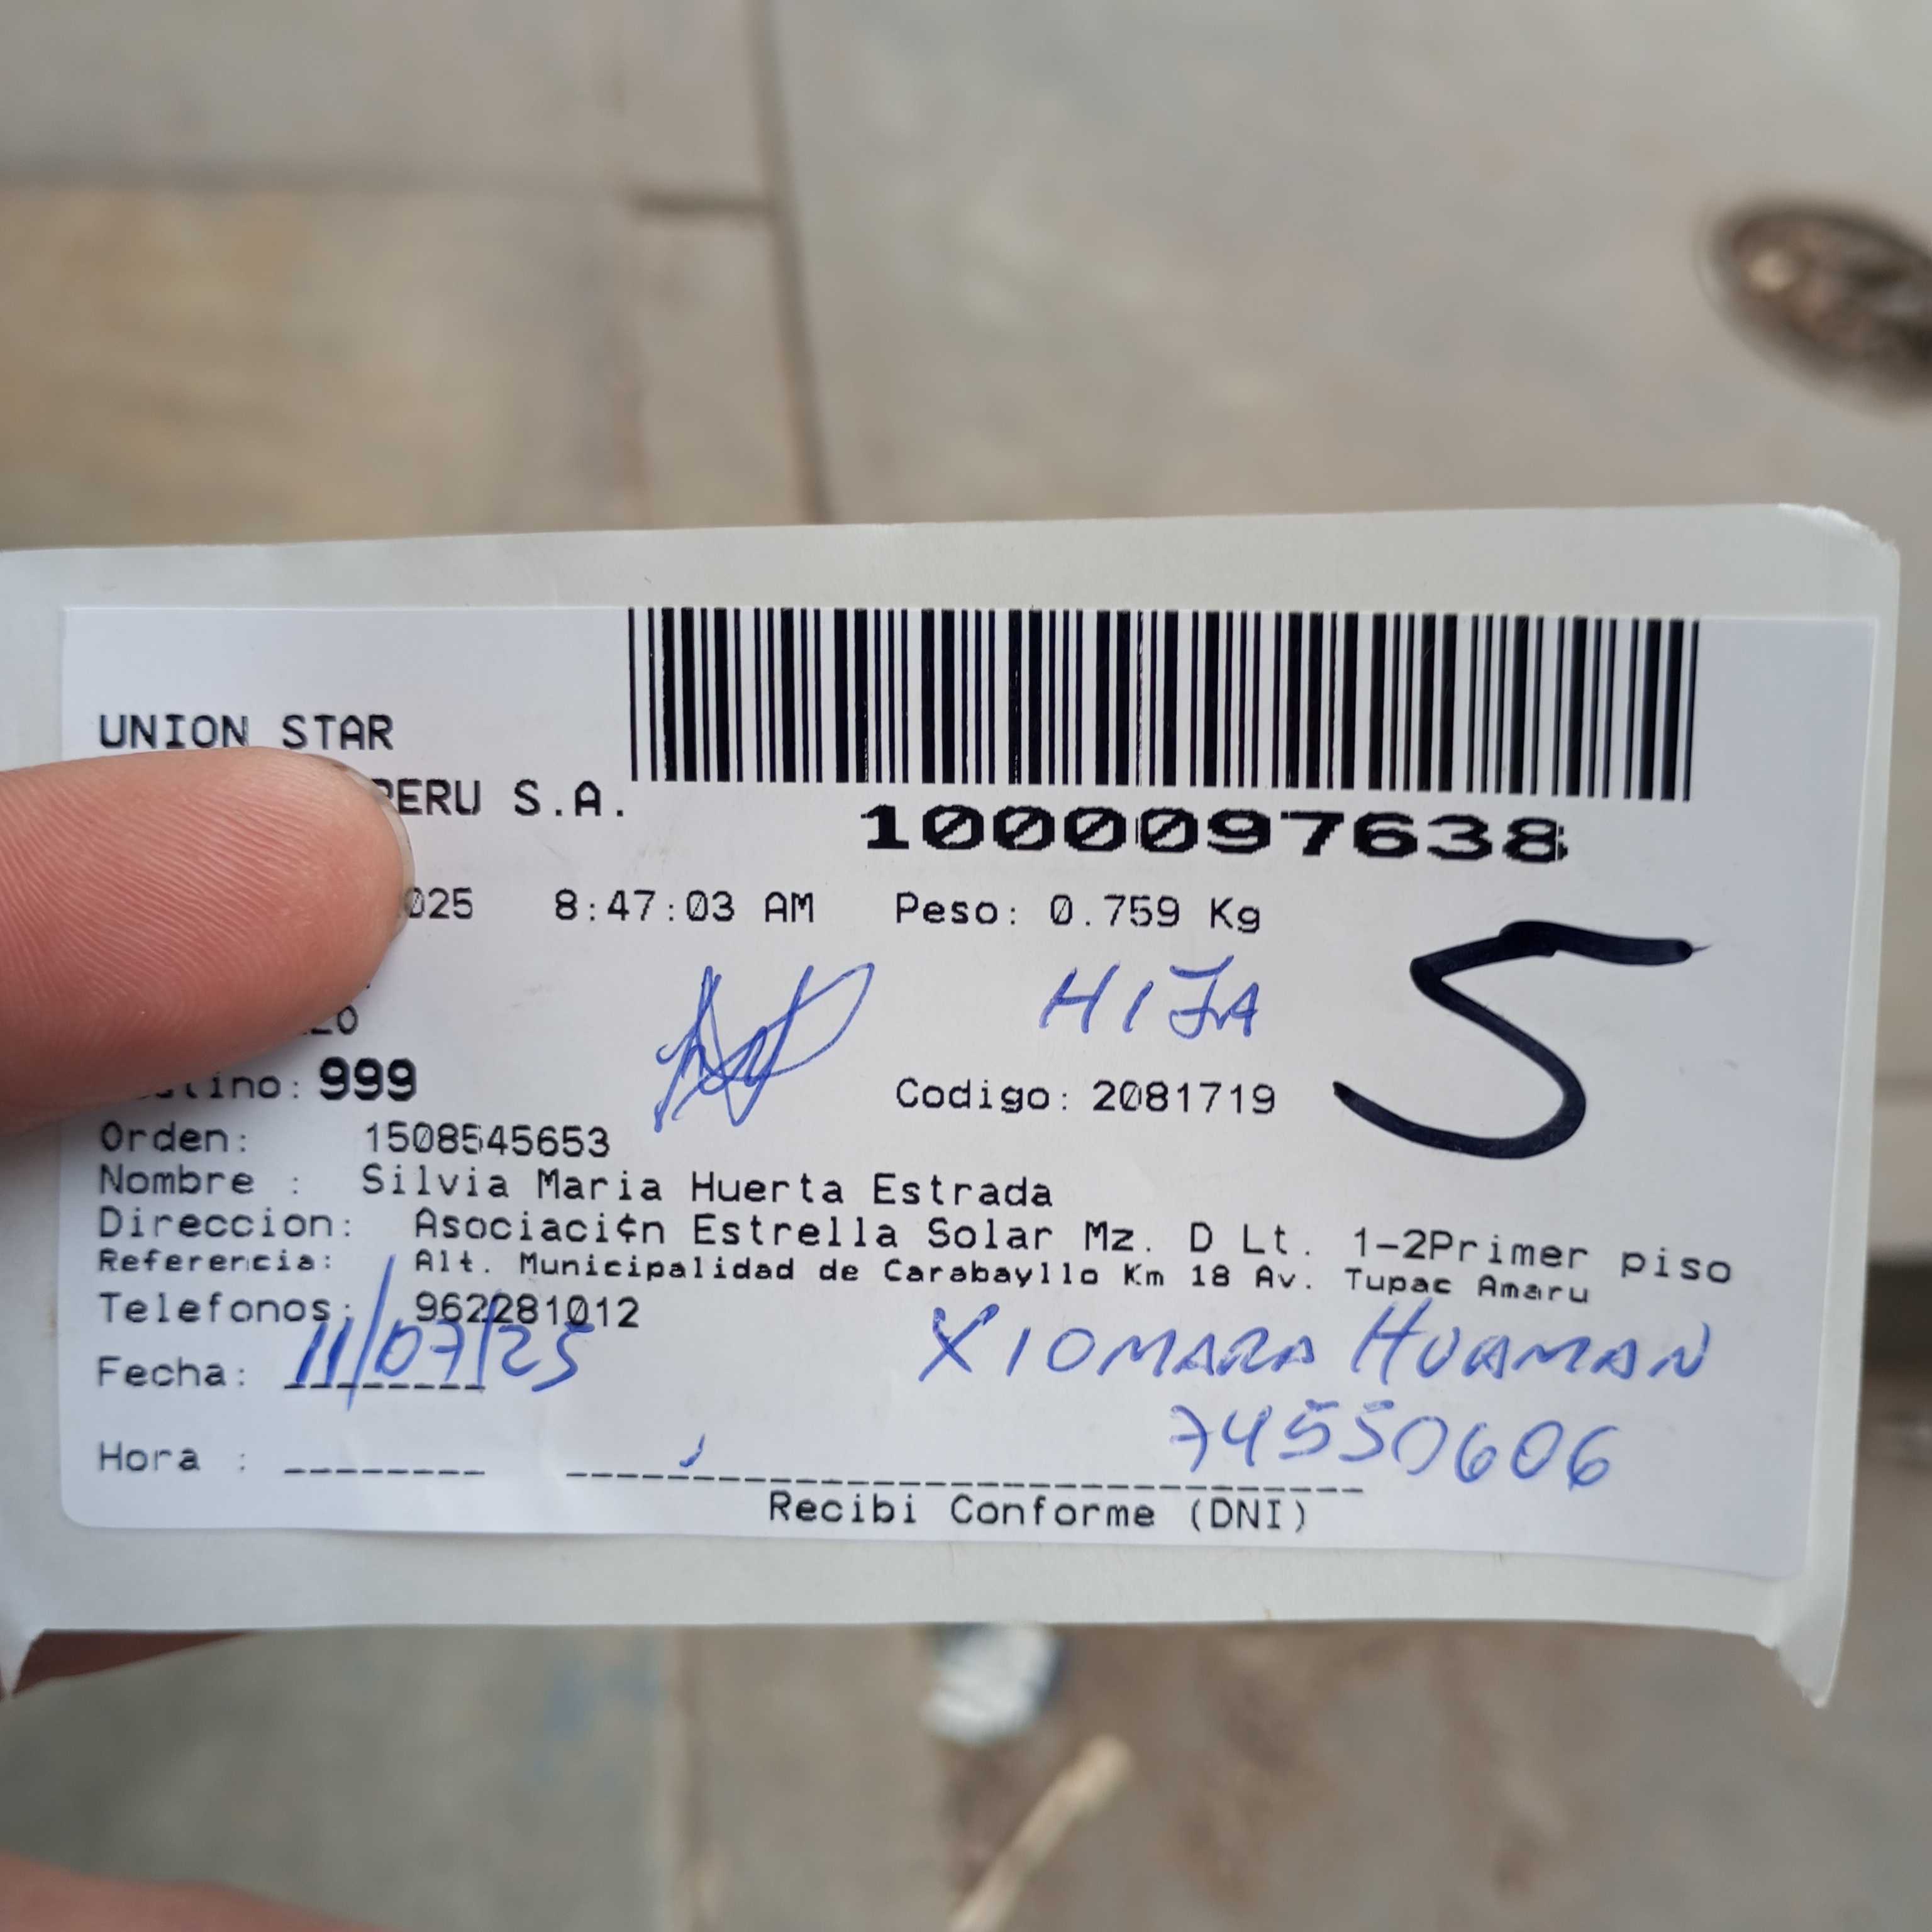 UNION STAR
PERU S.A.
1000097638
025 8:47:03 AM Peso: 0.759 Kg
HIJA
5
: 999
Codigo: 2081719
Orden: 1508545653
Nombre : Silvia Maria Huerta Estrada
Direccion: Asociaci¢n Estrella Solar Mz. D Lt. 1-2Primer piso
Referencia: Alt. Municipalidad de Carabayllo Km 18 Av. Tupac Amaru
Telefonos: 962281012
XIOMARA HUAMAN
Fecha: 11/07/25
74550606
Hora :
Recibi Conforme (DNI)